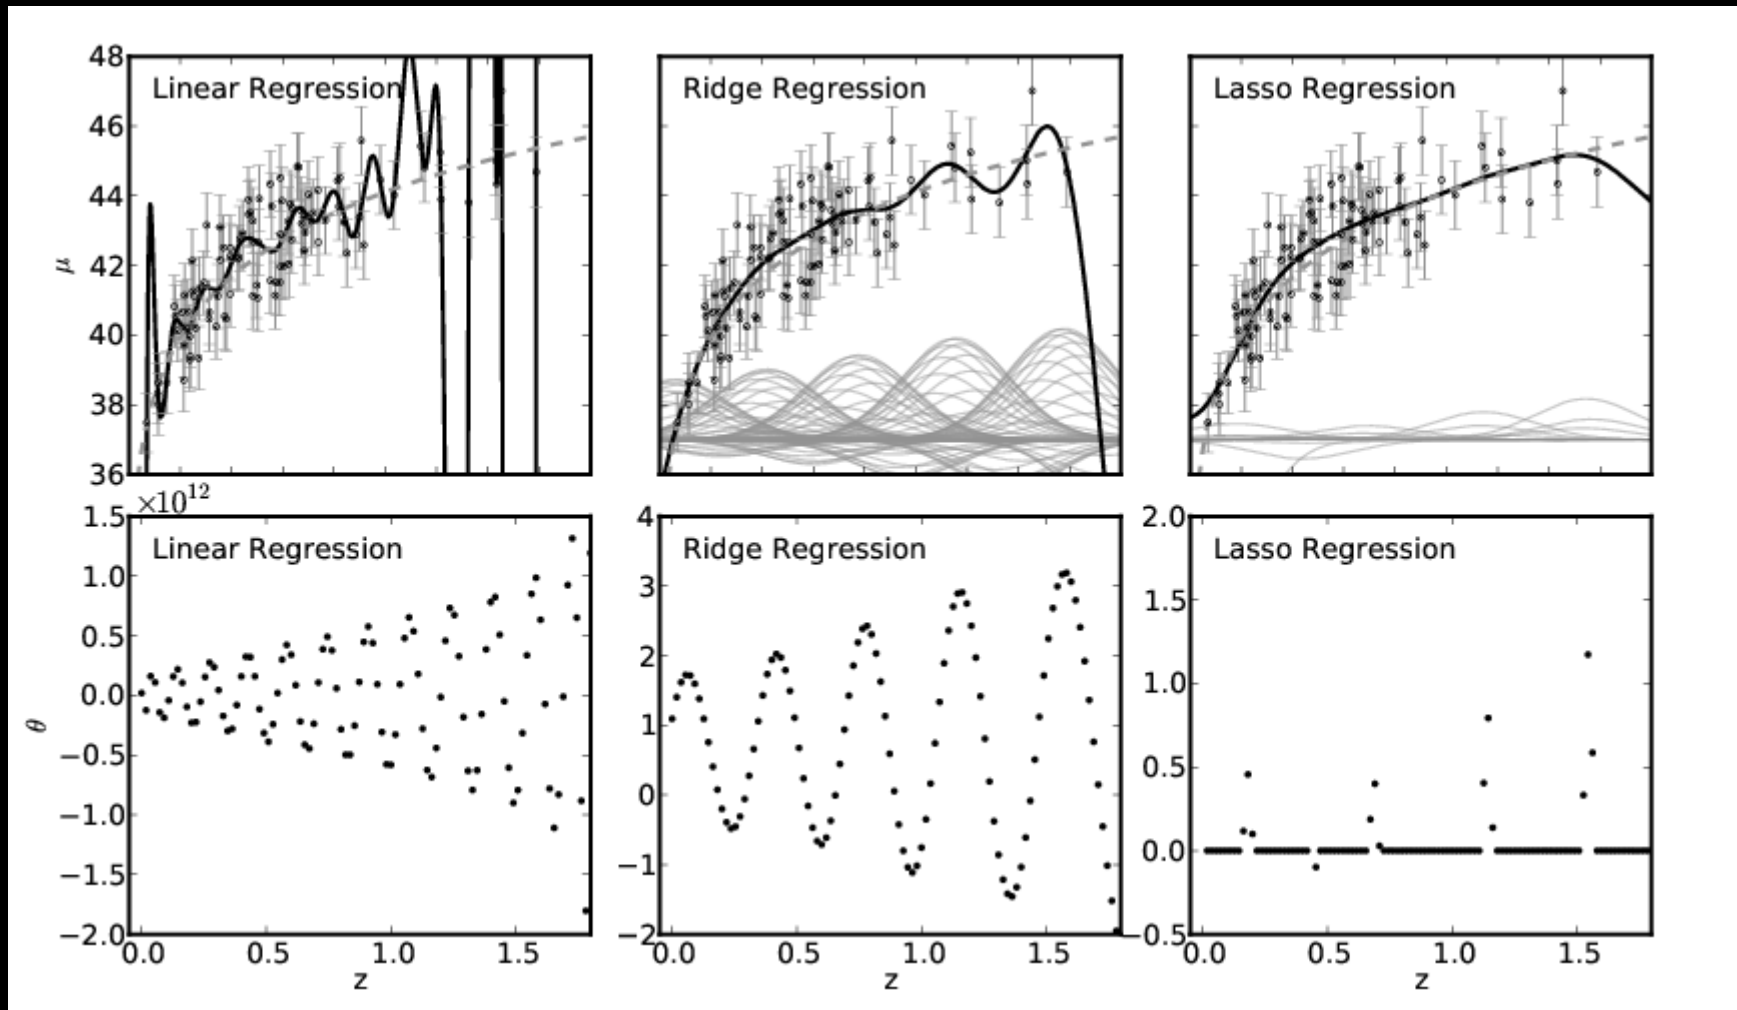 Linear Regression
Ridge Regression
Lasso Regression
48
46
44
42
40
38
36
μ
×10¹²
Linear Regression
Ridge Regression
Lasso Regression
1.5
1.0
0.5
0.0
−0.5
−1.0
−1.5
−2.0
θ
4
3
2
1
0
−1
−2
2.0
1.5
1.0
0.5
0.0
−0.5
0.0 0.5 1.0 1.5
0.0 0.5 1.0 1.5
0.0 0.5 1.0 1.5
z
z
z